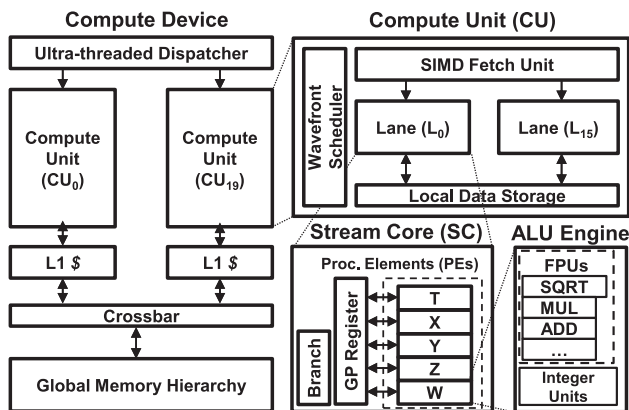 Compute Device
Ultra-threaded Dispatcher
Compute
Unit
(CU0)
Compute
Unit
(CU19)
L1 $
L1 $
Crossbar
Global Memory Hierarchy
Compute Unit (CU)
Wavefront
Scheduler
SIMD Fetch Unit
Lane (L0)
Lane (L15)
Local Data Storage
Stream Core (SC)
Proc. Elements (PEs)
Branch
GP Register
T
X
Y
Z
W
ALU Engine
FPUs
SQRT
MUL
ADD
...
Integer
Units